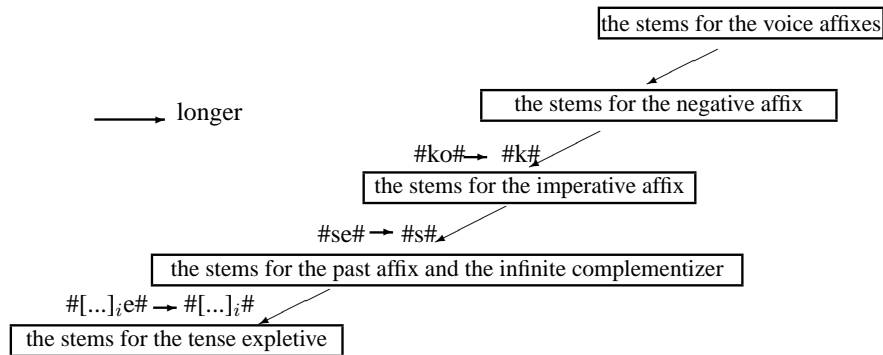 the stems for the voice affixes
the stems for the negative affix
longer
#ko# → #k#
the stems for the imperative affix
#se# → #s#
the stems for the past affix and the infinite complementizer
#[...]ᵢe# → #[...]ᵢ#
the stems for the tense expletive